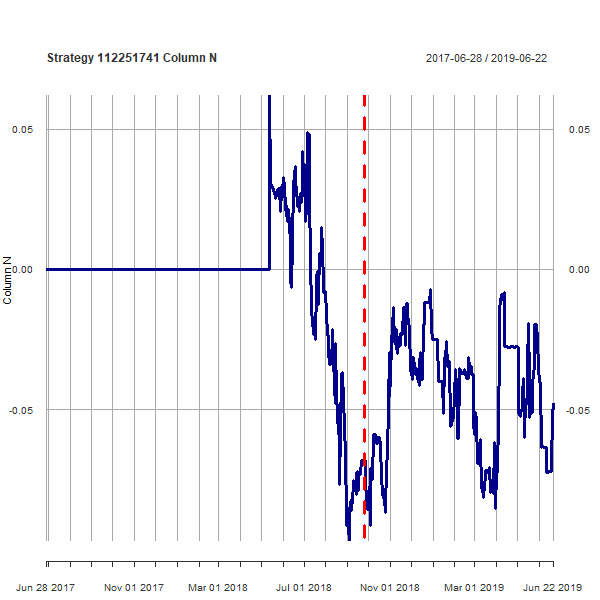 Strategy 112251741 Column N
2017-06-28 / 2019-06-22
0.05
0.05
0.00
0.00
Column N
-0.05
-0.05
Jun 28 2017
Nov 01 2017
Mar 01 2018
Jul 01 2018
Nov 01 2018
Mar 01 2019
Jun 22 2019